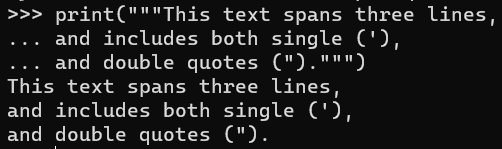 >>> print("""This text spans three lines,
... and includes both single ('),
... and double quotes (").""")
This text spans three lines,
and includes both single ('),
and double quotes (").